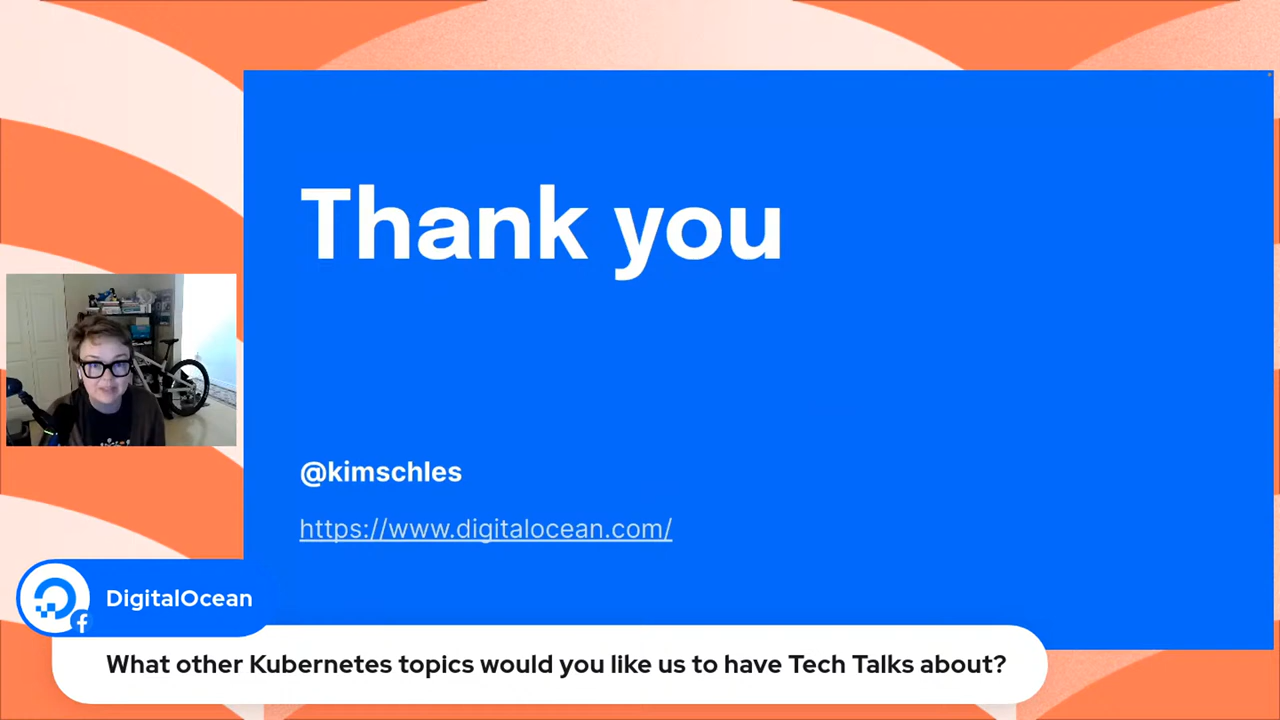 Thank you
@kimschles
https://www.digitalocean.com/
DigitalOcean
What other Kubernetes topics would you like us to have Tech Talks about?